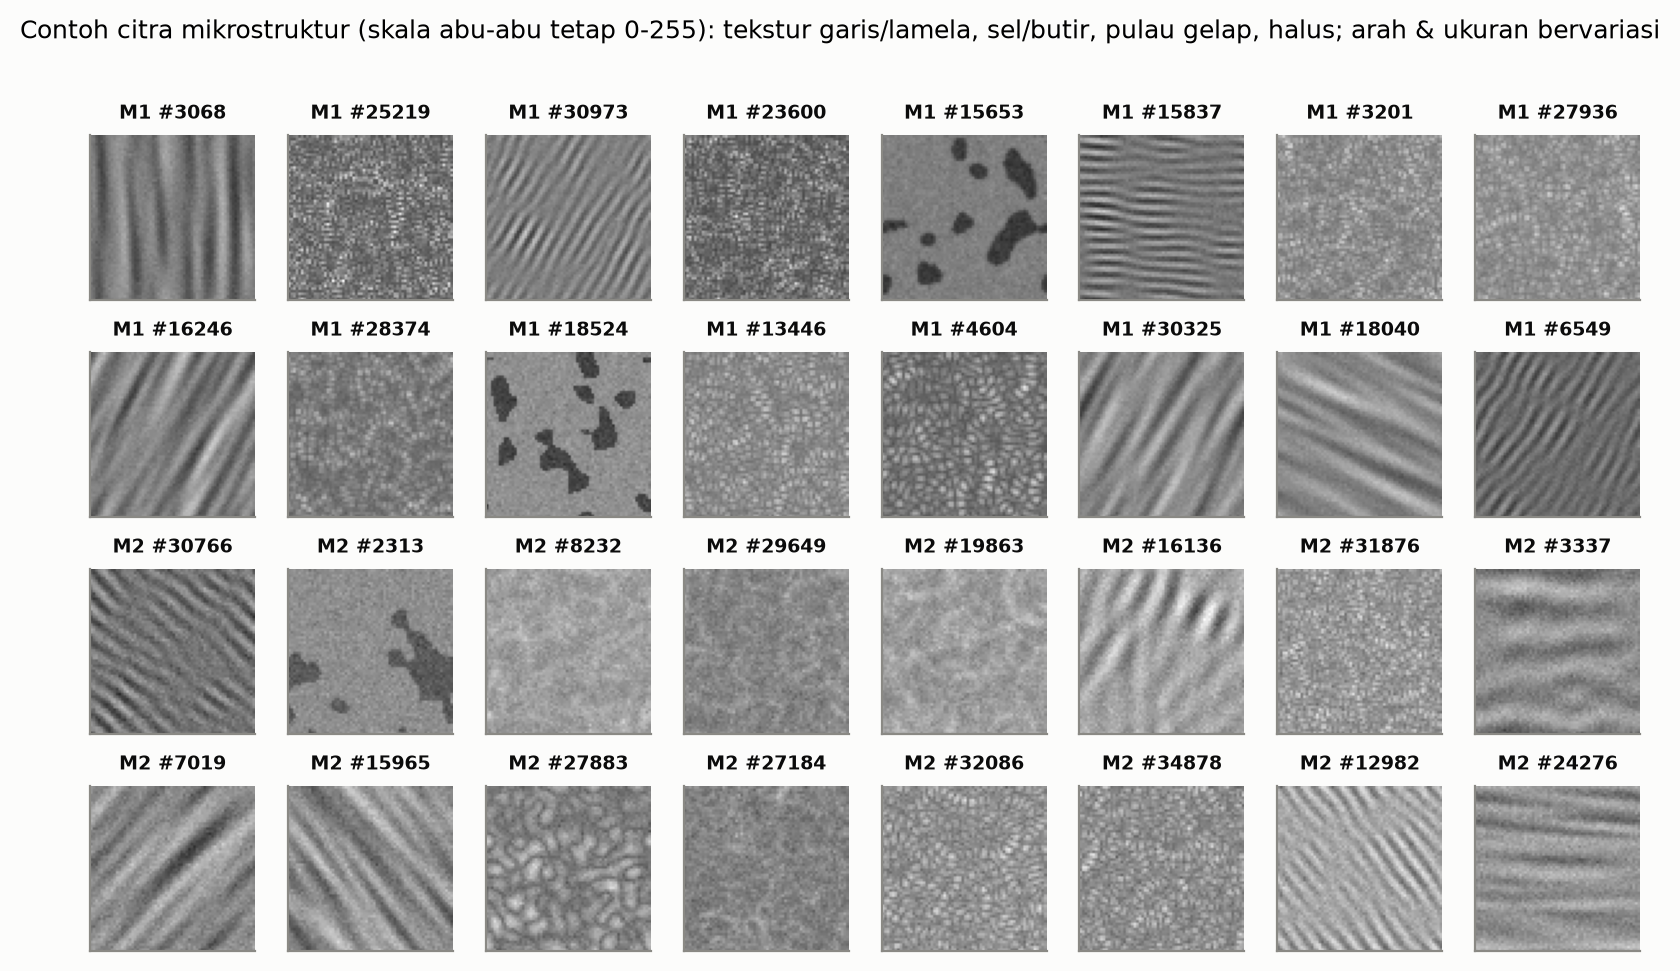 Contoh citra mikrostruktur (skala abu-abu tetap 0-255): tekstur garis/lamela, sel/butir, pulau gelap, halus; arah & ukuran bervariasi
M1 #3068 M1 #25219 M1 #30973 M1 #23600 M1 #15653 M1 #15837 M1 #3201 M1 #27936
M1 #16246 M1 #28374 M1 #18524 M1 #13446 M1 #4604 M1 #30325 M1 #18040 M1 #6549
M2 #30766 M2 #2313 M2 #8232 M2 #29649 M2 #19863 M2 #16136 M2 #31876 M2 #3337
M2 #7019 M2 #15965 M2 #27883 M2 #27184 M2 #32086 M2 #34878 M2 #12982 M2 #24276